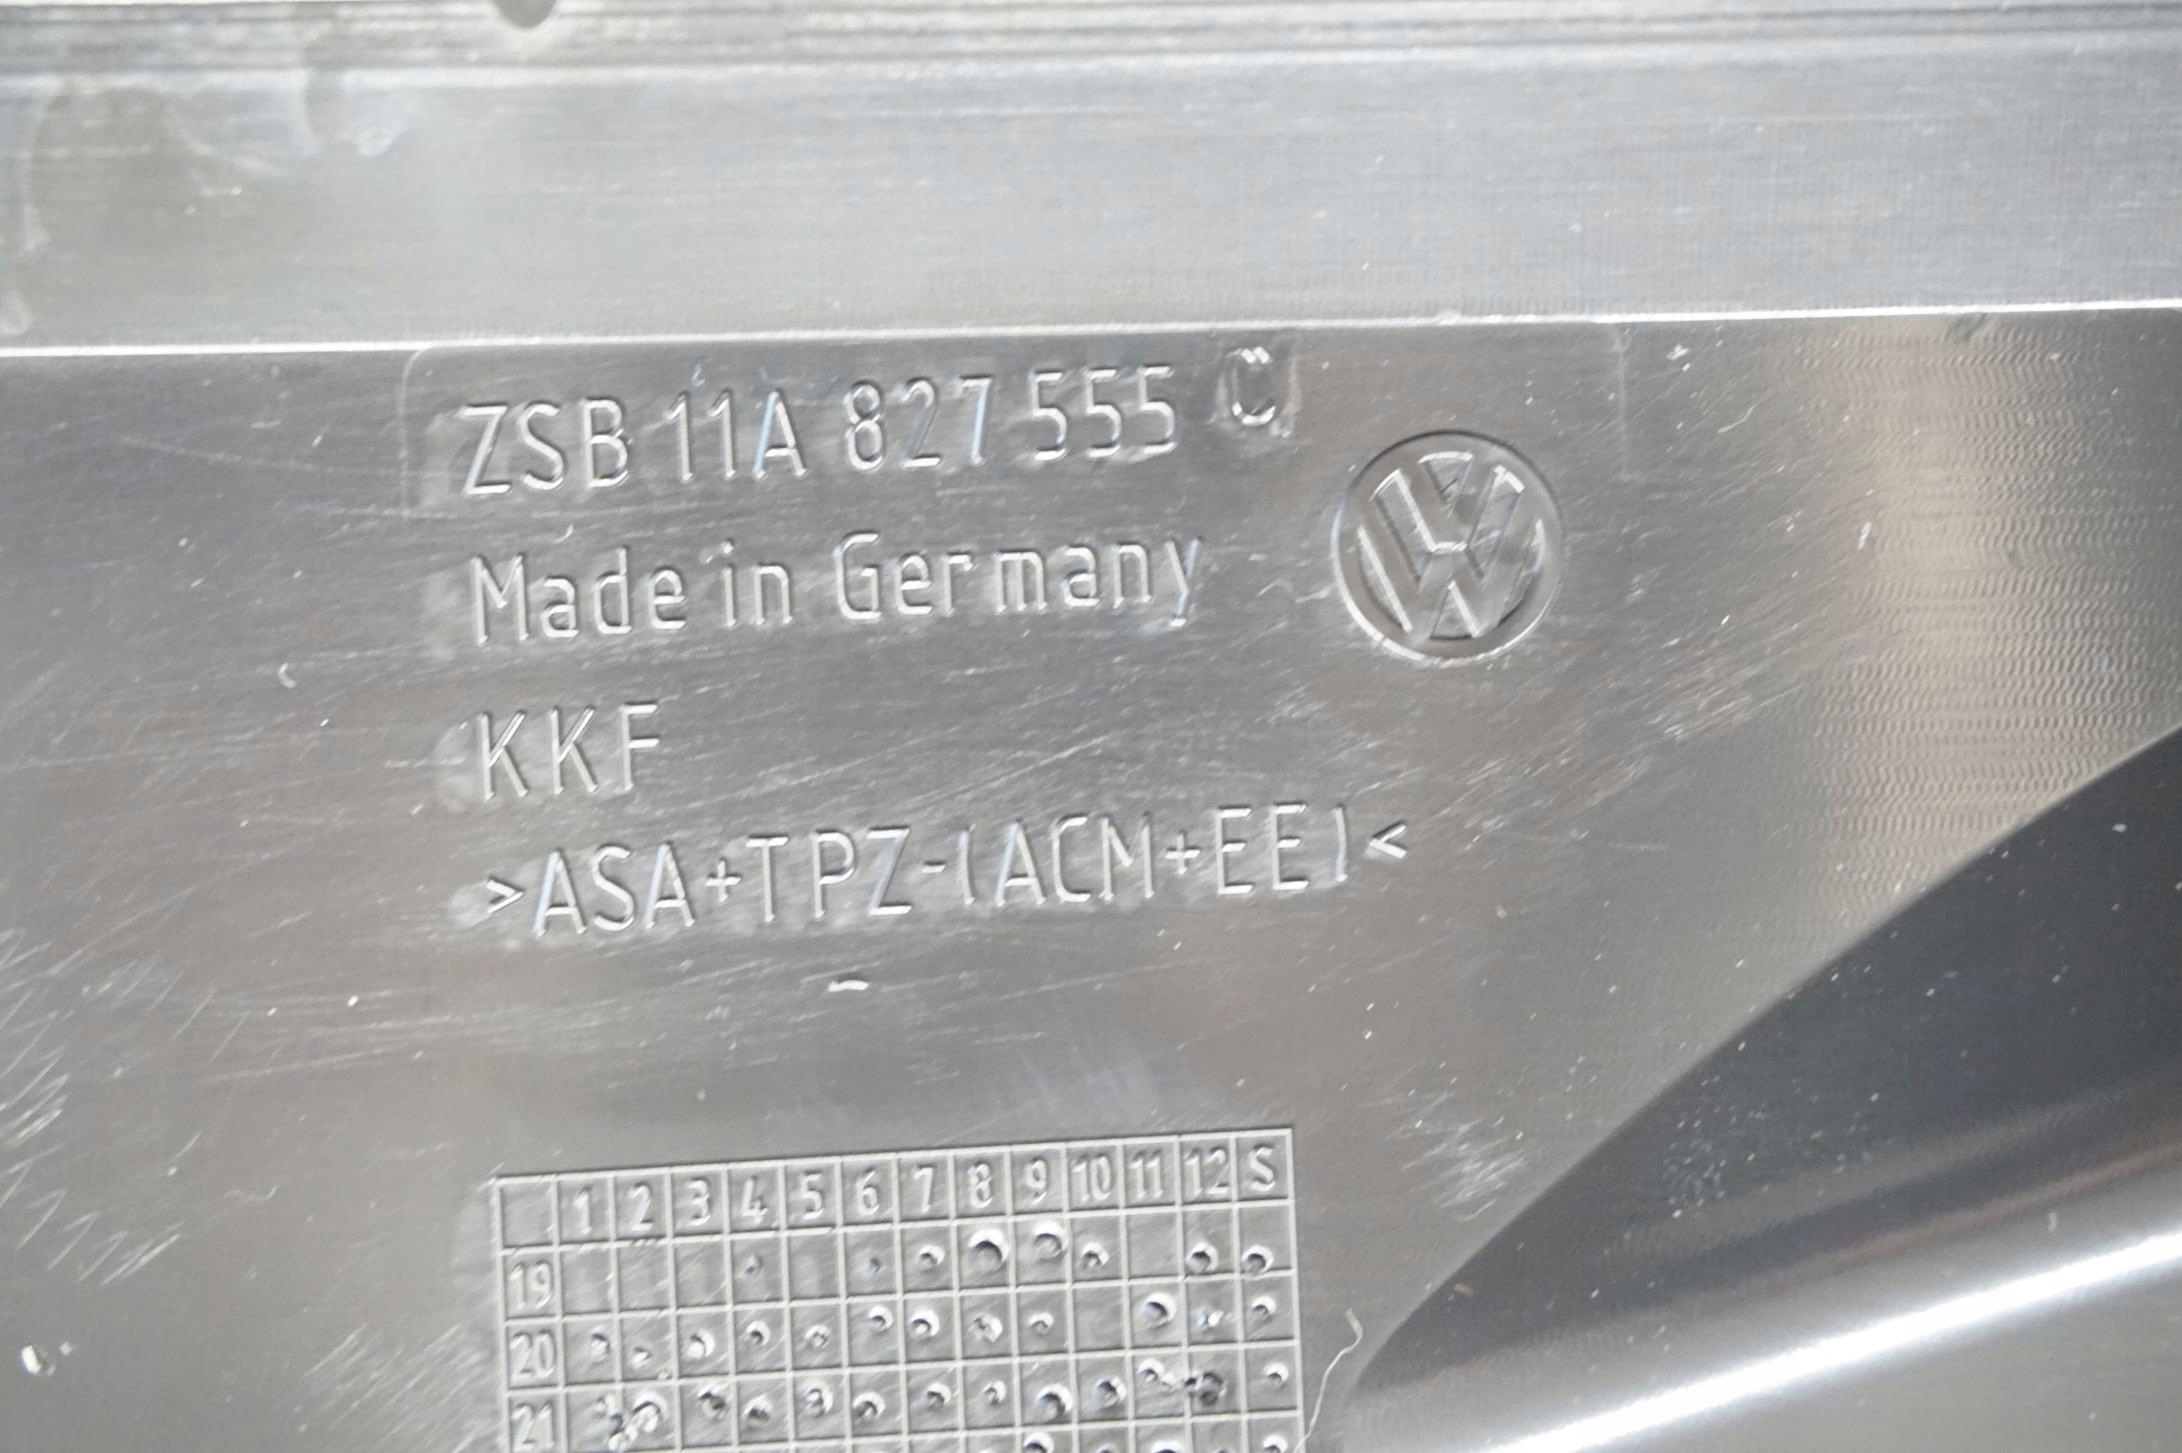 ZSB 11A 827 555 C
Made in Germany
KKF
>ASA+TPZ-(ACM+EE)<
1 2 3 4 5 6 7 8 9 10 11 12 S
19
20
21